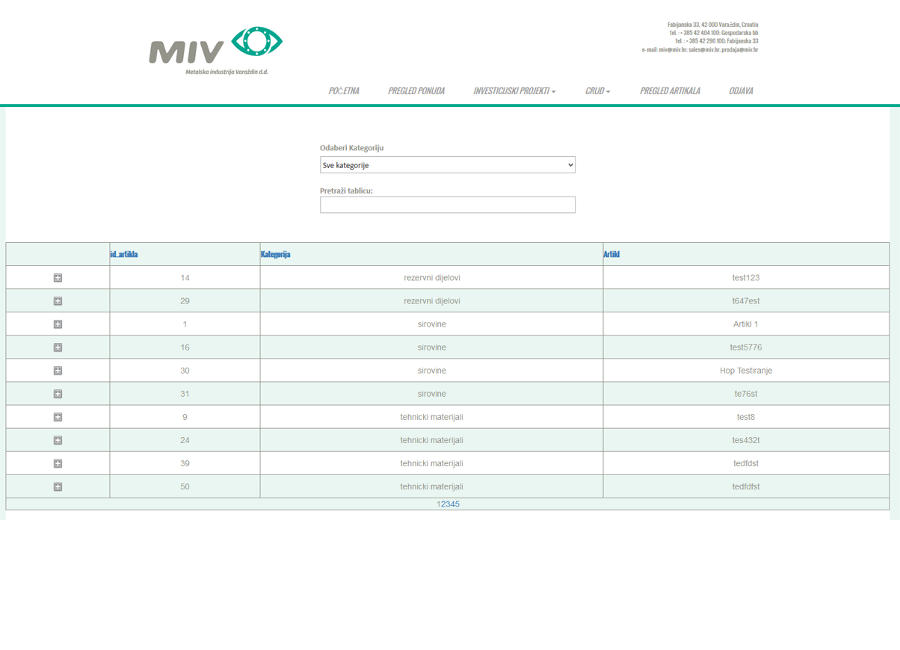 MIV
Metalska industrija Varaždin d.d.
Fabijanska 33, 42 000 Varaždin, Croatia
tel. : + 385 42 404 100: Gospodarska bb
tel. : + 385 42 290 100: Fabijanska 33
e-mail: miv@miv.hr; sales@miv.hr, prodaja@miv.hr
POČETNA PREGLED PONUDA INVESTICIJSKI PROJEKTI CRUD PREGLED ARTIKALA ODJAVA
Odaberi Kategoriju
Sve kategorije
Pretraži tablicu:
id_artikla Kategorija Artikl
14 rezervni dijelovi test123
29 rezervni dijelovi t647est
1 sirovine Artikl 1
16 sirovine test5776
30 sirovine Hop Testiranje
31 sirovine te76st
9 tehnicki materijali test8
24 tehnicki materijali tes432t
39 tehnicki materijali tedfdst
50 tehnicki materijali tedfdfst
12345